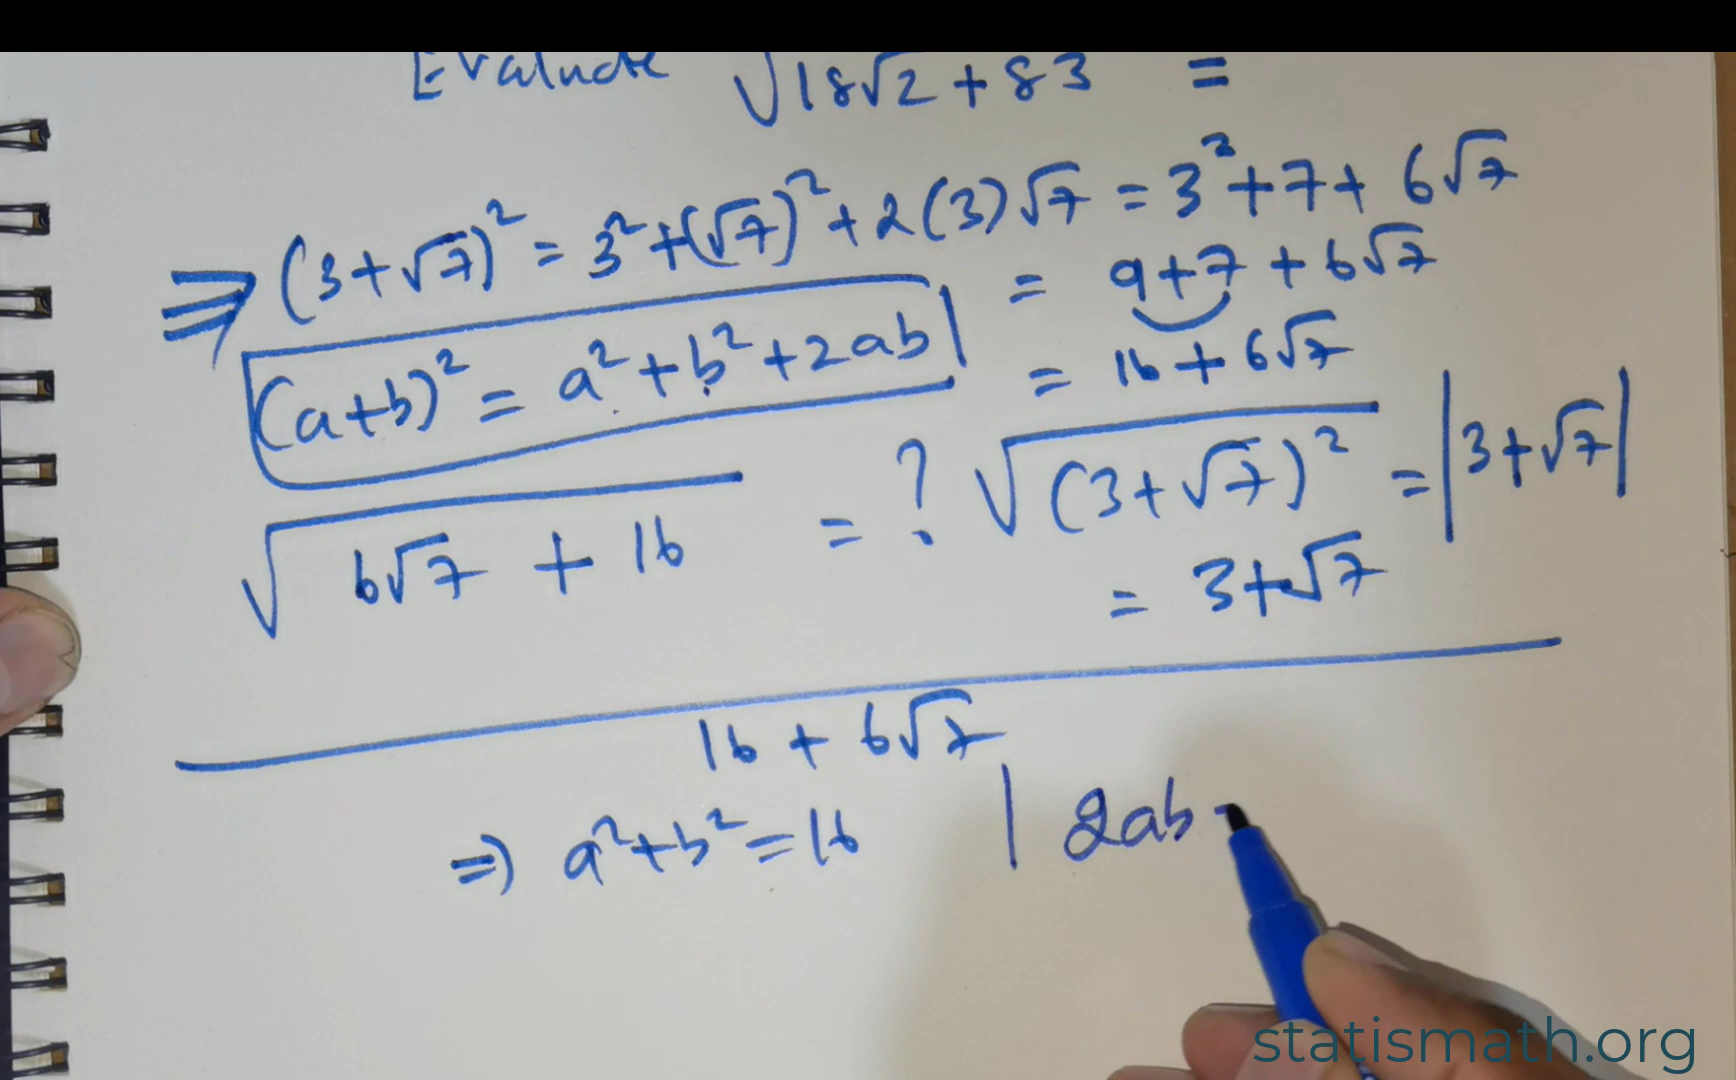 Evaluate √18√2 + 83 =
⇒ (3+√7)² = 3² + (√7)² + 2(3)√7 = 3² + 7 + 6√7
= 9+7 + 6√7
(a+b)² = a² + b² + 2ab
= 16 + 6√7
√(6√7 + 16) = ? √(3+√7)² = |3+√7|
= 3+√7
16 + 6√7
⇒ a² + b² = 16 | 2ab -
statismath.org